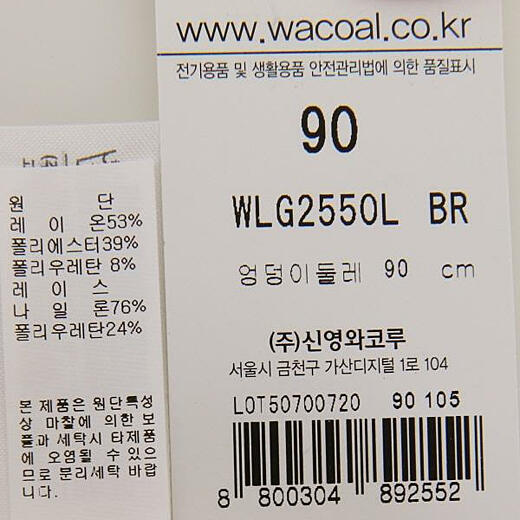 www.wacoal.co.kr
전기용품 및 생활용품 안전관리법에 의한 품질표시
90
WLG2550L BR
엉덩이둘레 90 cm
(주)신영와코루
서울시 금천구 가산디지털 1로 104
LOT50700720 90 105
8 800304 892552
원 단
레 이 온53%
폴리에스터39%
폴리우레탄 8%
레 이 스
나 일 론76%
폴리우레탄24%
본 제품은 원단특성
상 마찰에 의한 보
풀과 세탁시 타제품
에 오염될 수 있으
므로 분리세탁 바랍
니다.